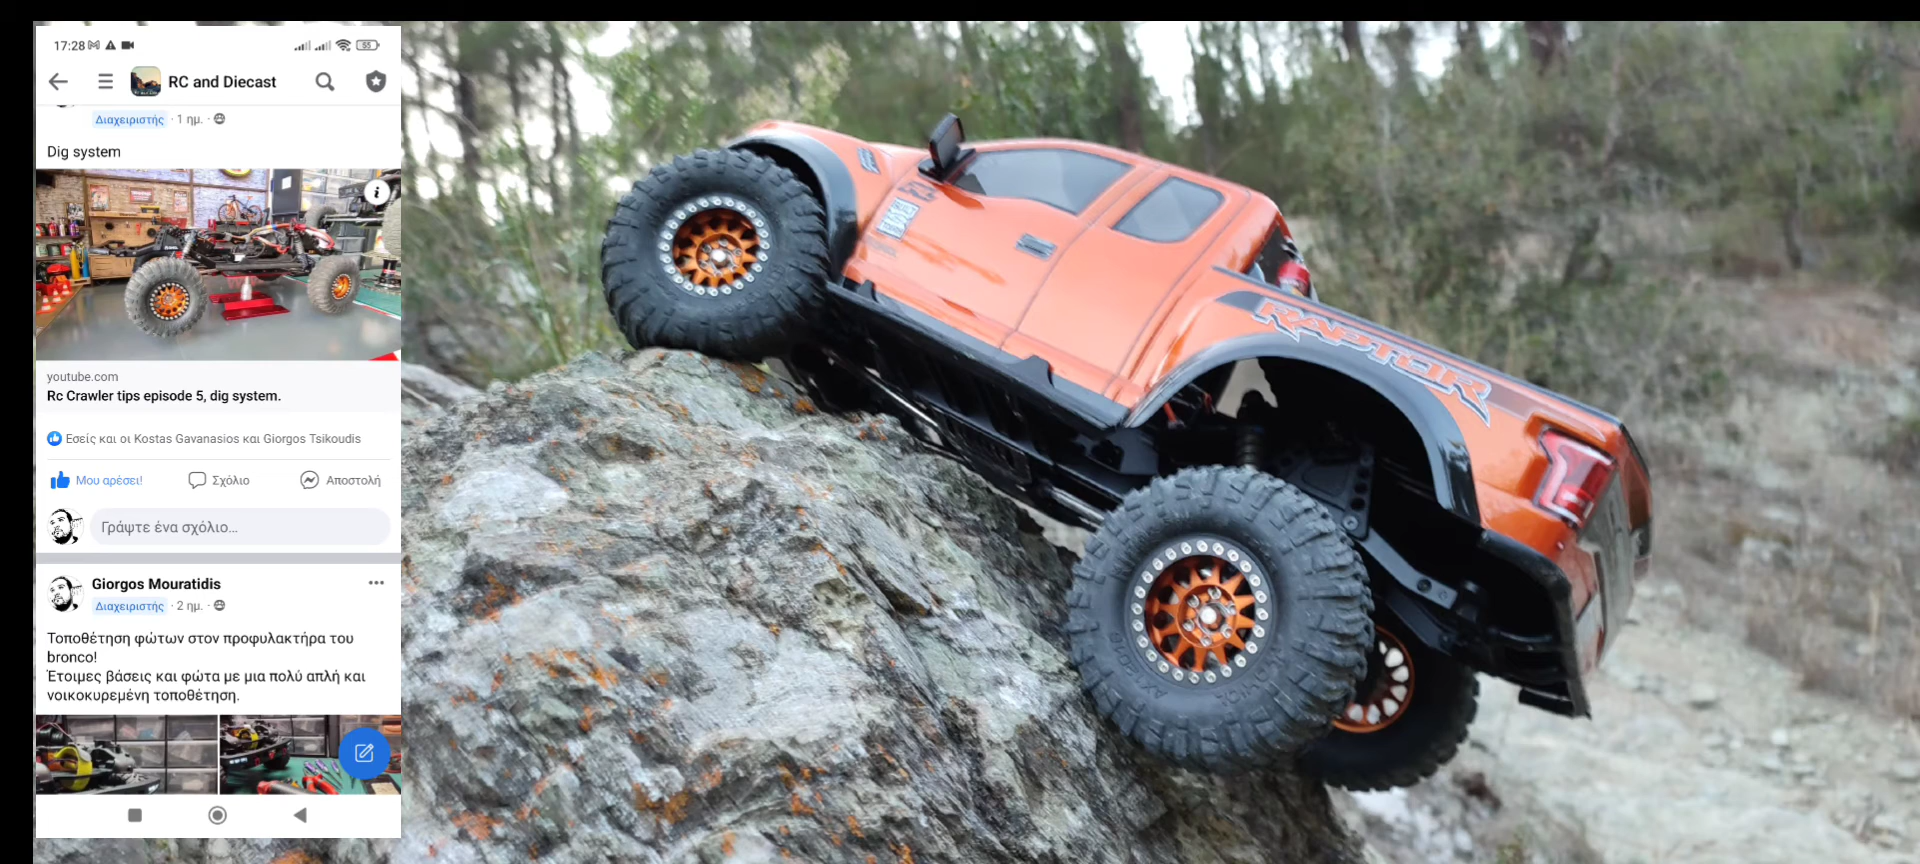 17:28
55
RC and Diecast
Διαχειριστής · 1 ημ. ·
Dig system
youtube.com
Rc Crawler tips episode 5, dig system.
Εσείς και οι Kostas Gavanasios και Giorgos Tsikoudis
Μου αρέσει!
Σχόλιο
Αποστολή
Γράψτε ένα σχόλιο...
Giorgos Mouratidis
Διαχειριστής · 2 ημ. ·
Τοποθέτηση φώτων στον προφυλακτήρα του
bronco!
Έτοιμες βάσεις και φώτα με μια πολύ απλή και
νοικοκυρεμένη τοποθέτηση.
RAPTOR